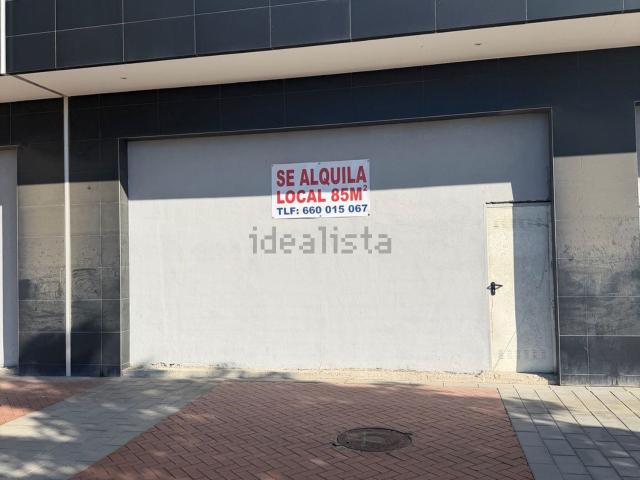 SE ALQUILA
LOCAL 85M²
TLF: 660 015 067
idealista